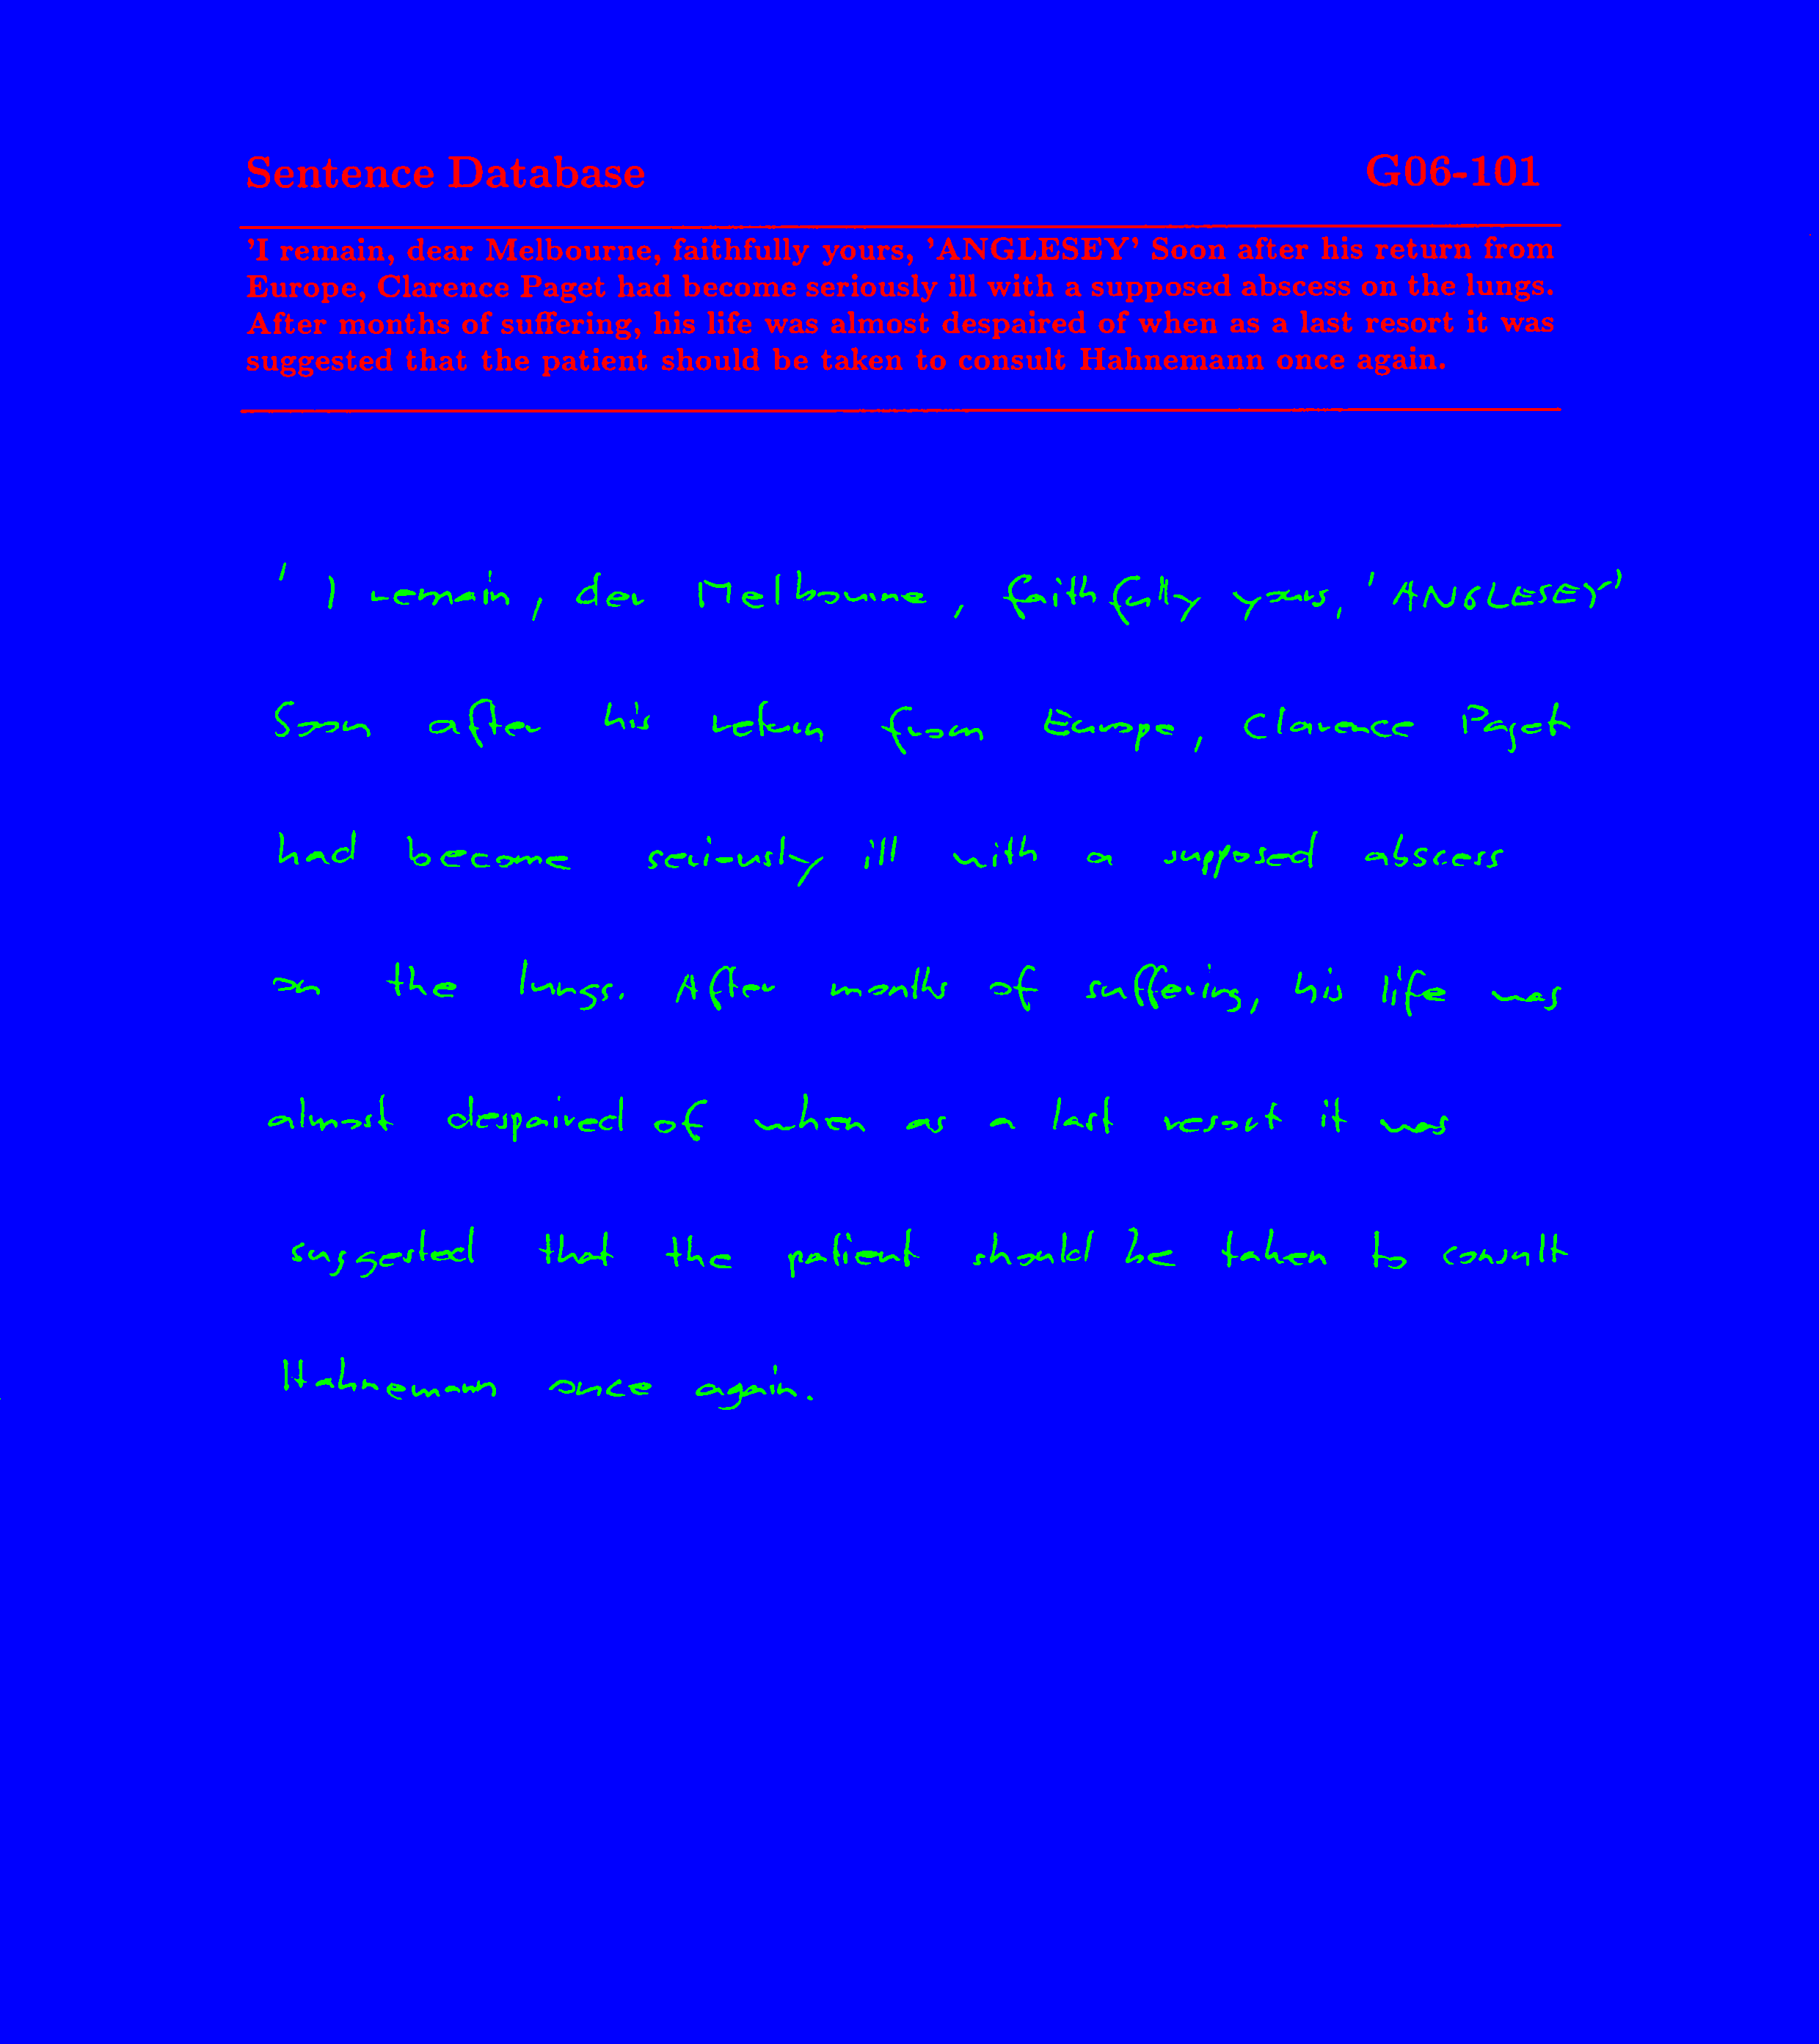 Sentence Database G06-101
'I remain, dear Melbourne, faithfully yours, 'ANGLESEY' Soon after his return from
Europe, Clarence Paget had become seriously ill with a supposed abscess on the lungs.
After months of suffering, his life was almost despaired of when as a last resort it was
suggested that the patient should be taken to consult Hahnemann once again.
' I remain, dear Melbourne, faithfully yours, 'ANGLESEY'
Soon after his return from Europe, Clarence Paget
had become seriously ill with a supposed abscess
on the lungs. After months of suffering, his life was
almost despaired of when as a last resort it was
suggested that the patient should be taken to consult
Hahnemann once again.